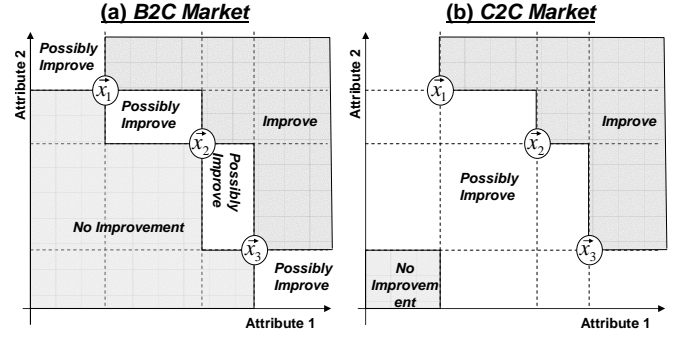 (a) B2C Market
Attribute 2
Possibly
Improve
x1
Possibly
Improve
Improve
x2
Possibly
Improve
No Improvement
x3
Possibly
Improve
Attribute 1
(b) C2C Market
Attribute 2
x1
Improve
x2
Possibly
Improve
x3
No
Improvem
ent
Attribute 1